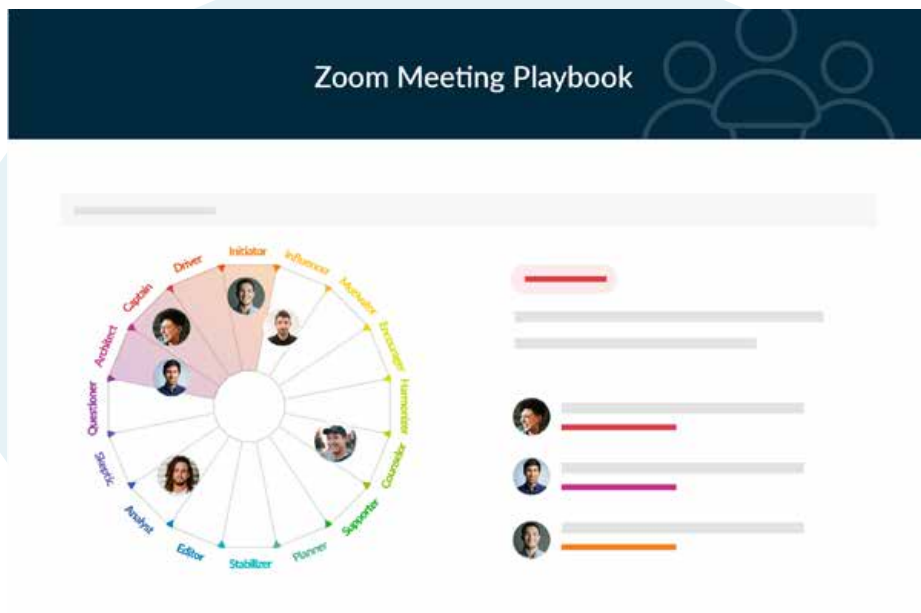 Zoom Meeting Playbook
Initiator
Influencer
Motivator
Encourager
Harmonizer
Counselor
Supporter
Planner
Stabilizer
Editor
Analyst
Skeptic
Questioner
Architect
Captain
Driver